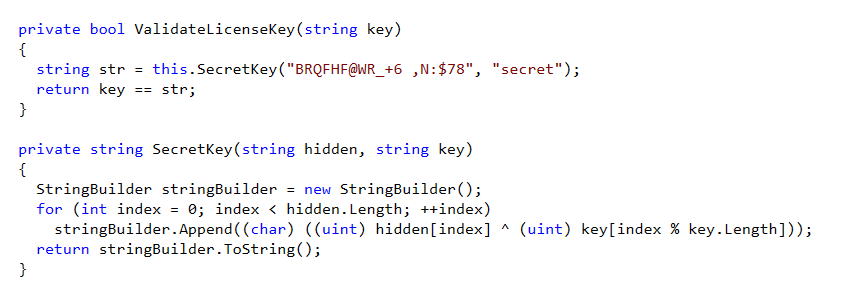 private bool ValidateLicenseKey(string key)
{
  string str = this.SecretKey("BRQFHF@WR_+6 ,N:$78", "secret");
  return key == str;
}

private string SecretKey(string hidden, string key)
{
  StringBuilder stringBuilder = new StringBuilder();
  for (int index = 0; index < hidden.Length; ++index)
    stringBuilder.Append((char) ((uint) hidden[index] ^ (uint) key[index % key.Length]));
  return stringBuilder.ToString();
}